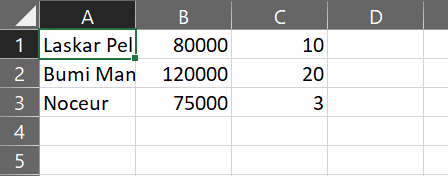 A B C D
1 Laskar Pel 80000 10
2 Bumi Man 120000 20
3 Noceur 75000 3
4
5